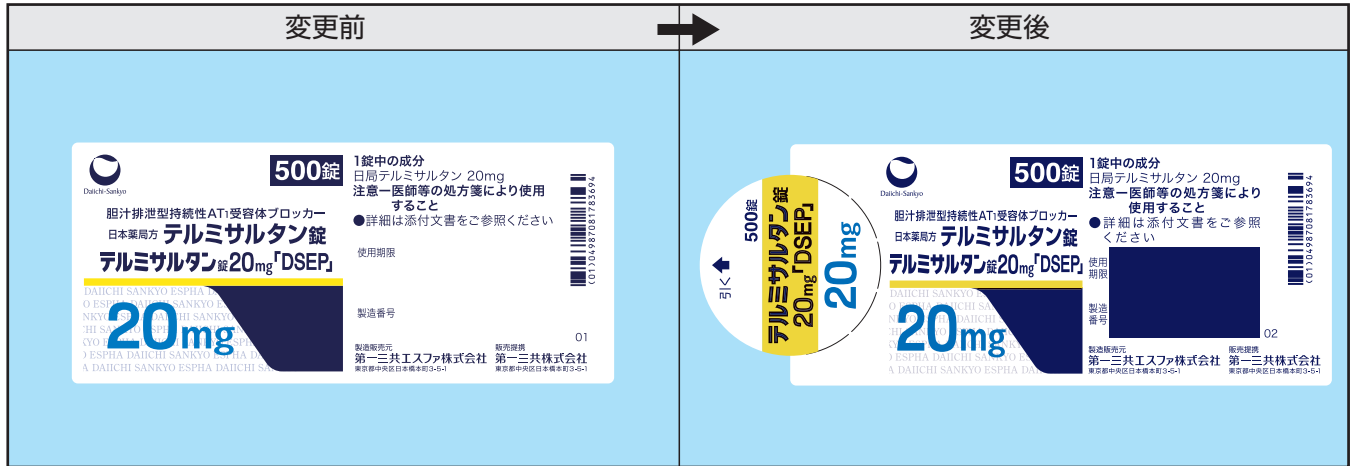 変更前
変更後
Daiichi-Sankyo
500錠
胆汁排泄型持続性AT1受容体ブロッカー
日本薬局方 テルミサルタン錠
テルミサルタン錠20mg「DSEP」
20mg
1錠中の成分
日局テルミサルタン 20mg
注意ー医師等の処方箋により使用
すること
●詳細は添付文書をご参照ください
使用期限
製造番号
01
製造販売元
第一三共エスファ株式会社
東京都中央区日本橋本町3-5-1
販売提携
第一三共株式会社
東京都中央区日本橋本町3-5-1
(01)04987081783694
DAIICHI SANKYO ESPHA
ESPHA DAIICHI SANKYO
DAIICHI SANKYO ESPHA DAIICHI
引く
500錠
テルミサルタン錠
20mg「DSEP」
20mg
Daiichi-Sankyo
500錠
胆汁排泄型持続性AT1受容体ブロッカー
日本薬局方 テルミサルタン錠
テルミサルタン錠20mg「DSEP」
20mg
1錠中の成分
日局テルミサルタン 20mg
注意ー医師等の処方箋により
使用すること
●詳細は添付文書をご参照
ください
使用
期限
製造
番号
02
製造販売元
第一三共エスファ株式会社
東京都中央区日本橋本町3-5-1
販売提携
第一三共株式会社
東京都中央区日本橋本町3-5-1
(01)04987081783694